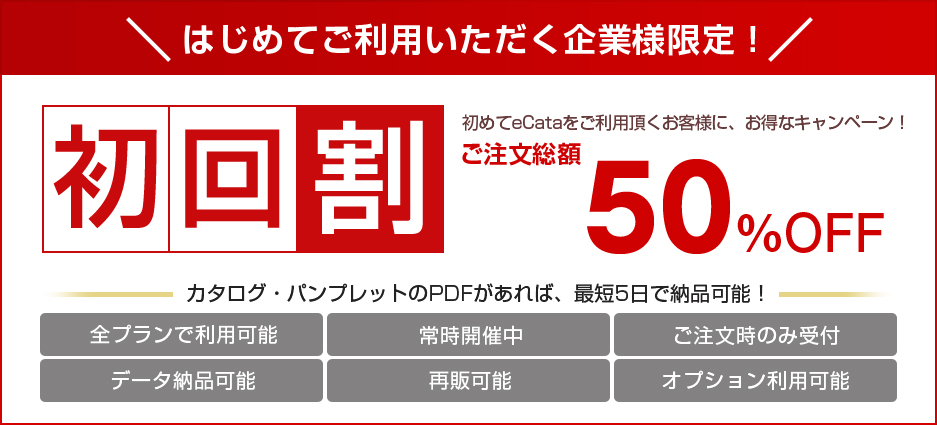 はじめてご利用いただく企業様限定！
初回割
初めてeCataをご利用頂くお客様に、お得なキャンペーン！
ご注文総額
50%OFF
カタログ・パンフレットのPDFがあれば、最短5日で納品可能！
全プランで利用可能
常時開催中
ご注文時のみ受付
データ納品可能
再販可能
オプション利用可能